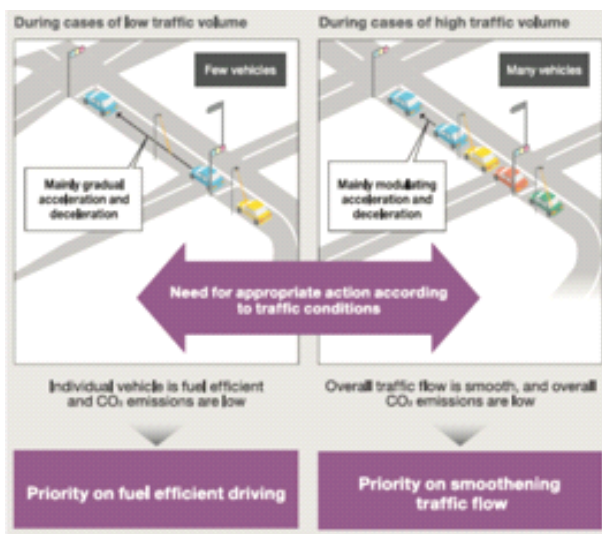 During cases of low traffic volume
Few vehicles
Mainly gradual
acceleration and
deceleration
During cases of high traffic volume
Many vehicles
Mainly modulating
acceleration and
deceleration
Need for appropriate action according
to traffic conditions
Individual vehicle is fuel efficient
and CO₂ emissions are low
Overall traffic flow is smooth, and overall
CO₂ emissions are low
Priority on fuel efficient driving
Priority on smoothening
traffic flow